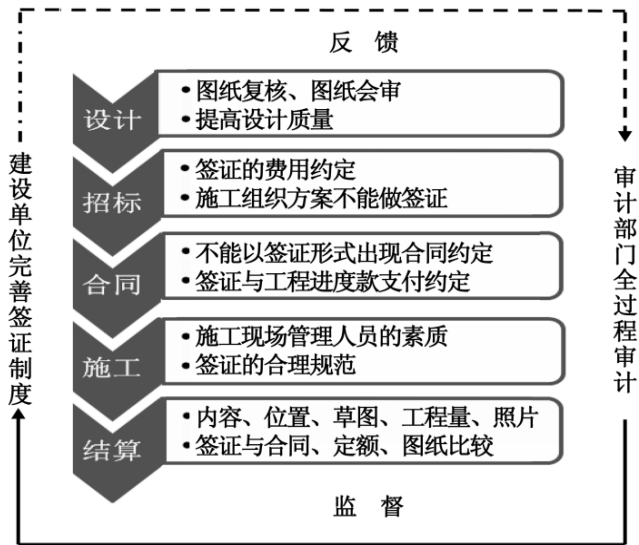 反 馈
设计
• 图纸复核、图纸会审
• 提高设计质量
招标
• 签证的费用约定
• 施工组织方案不能做签证
合同
• 不能以签证形式出现合同约定
• 签证与工程进度款支付约定
施工
• 施工现场管理人员的素质
• 签证的合理规范
结算
• 内容、位置、草图、工程量、照片
• 签证与合同、定额、图纸比较
建设单位完善签证制度
审计部门全过程审计
监 督